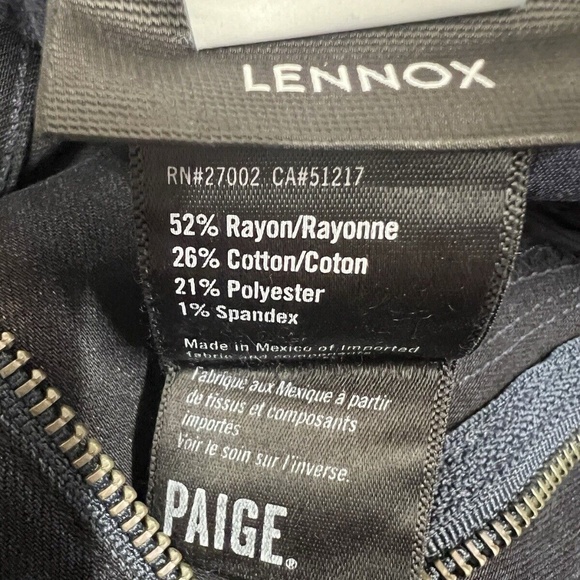 LENNOX
RN#27002 CA#51217
52% Rayon/Rayonne
26% Cotton/Coton
21% Polyester
1% Spandex
Made in Mexico of Imported
fabric and components
Fabriqué aux Mexique à partir
de tissus et composants
importés
Voir le soin sur l'inverse.
PAIGE®